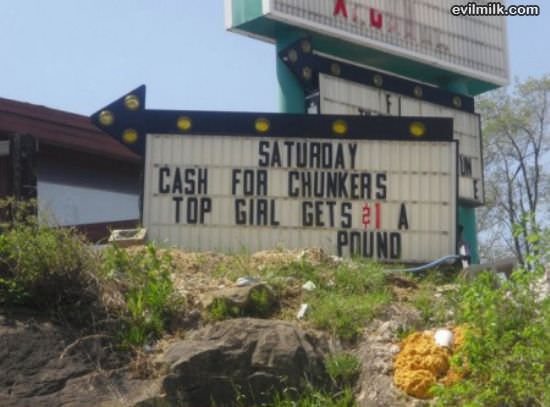 evilmilk.com
SATURDAY
CASH FOR CHUNKERS
TOP GIRL GETS $1 A
POUND